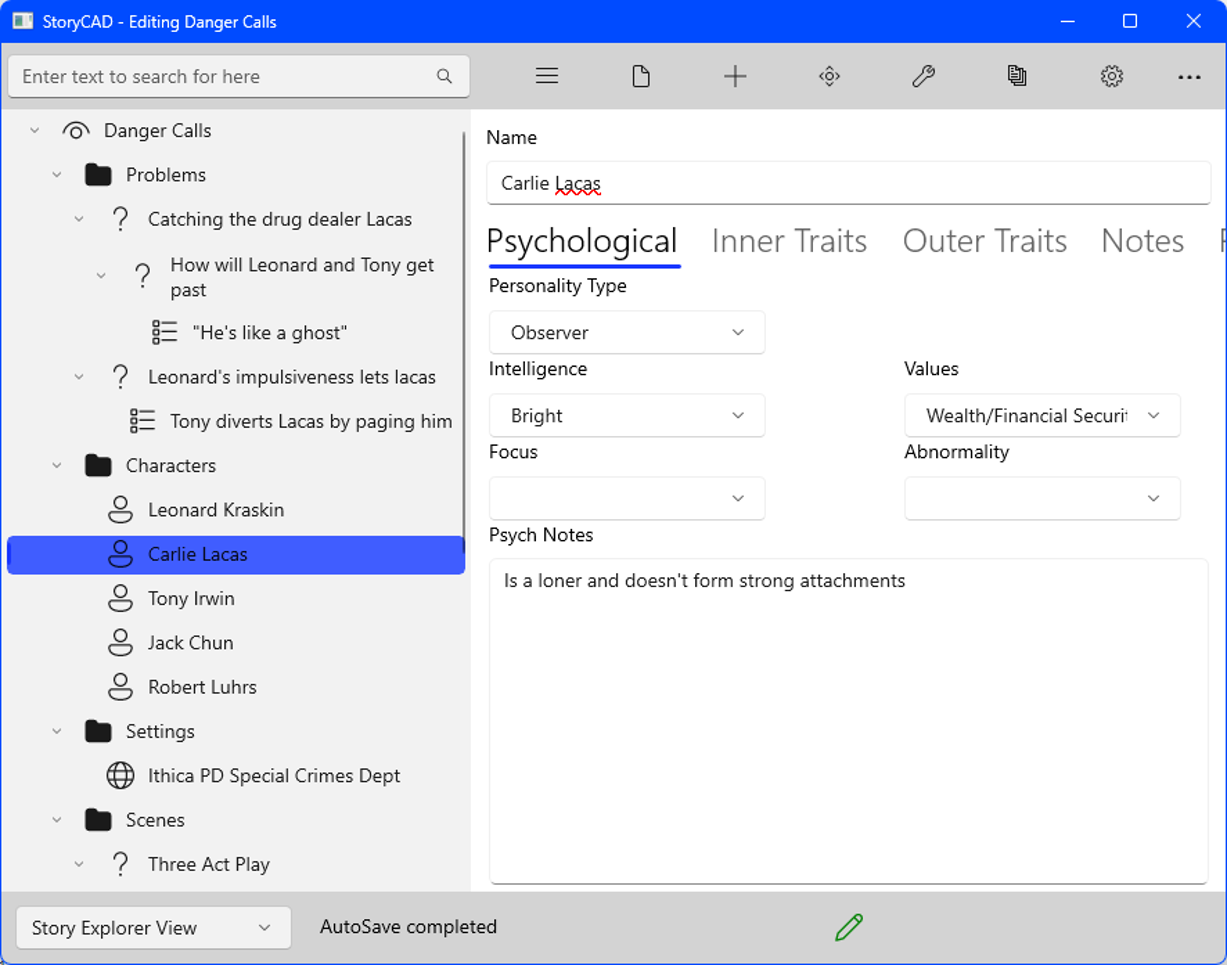 StoryCAD - Editing Danger Calls
Enter text to search for here
Danger Calls
Problems
Catching the drug dealer Lacas
How will Leonard and Tony get
past
"He's like a ghost"
Leonard's impulsiveness lets lacas
Tony diverts Lacas by paging him
Characters
Leonard Kraskin
Carlie Lacas
Tony Irwin
Jack Chun
Robert Luhrs
Settings
Ithica PD Special Crimes Dept
Scenes
Three Act Play
Name
Carlie Lacas
Psychological Inner Traits Outer Traits Notes
Personality Type
Observer
Intelligence Values
Bright Wealth/Financial Securit
Focus Abnormality
Psych Notes
Is a loner and doesn't form strong attachments
Story Explorer View AutoSave completed